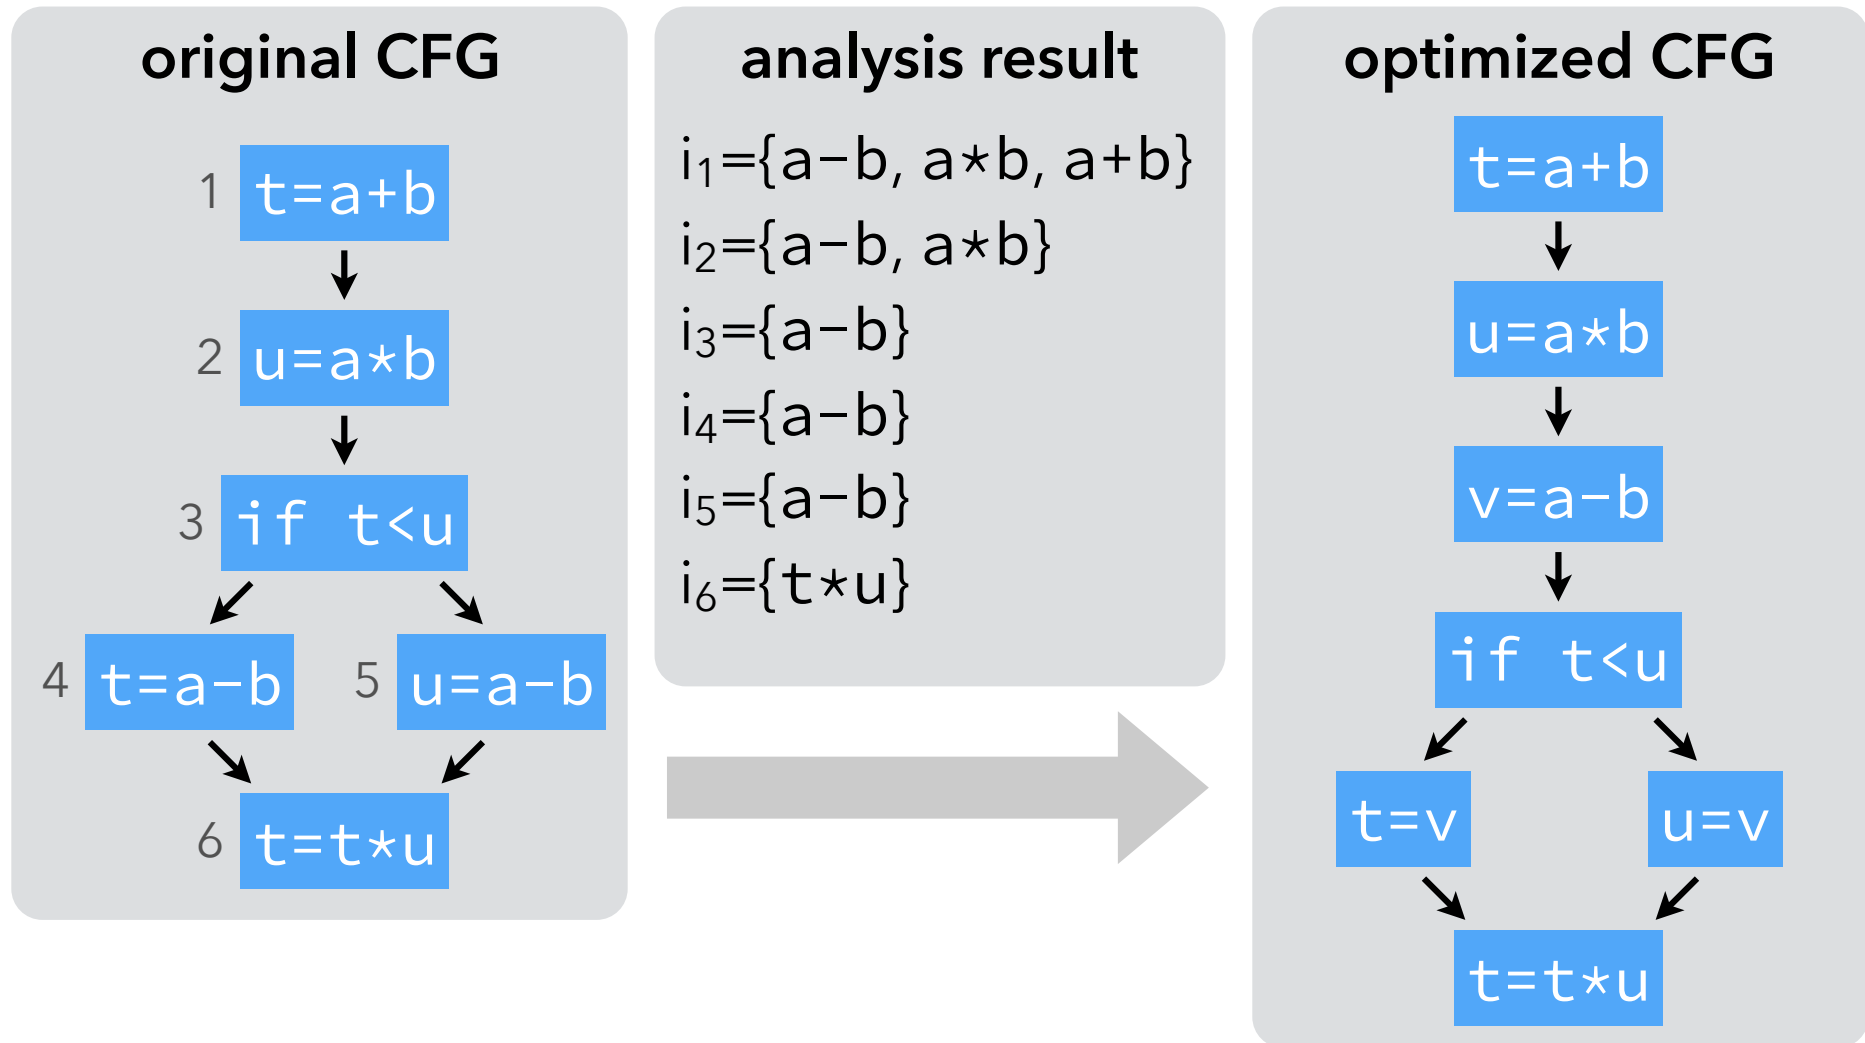 original CFG
1 t=a+b
2 u=a*b
3 if t<u
4 t=a-b
5 u=a-b
6 t=t*u
analysis result
i₁={a-b, a*b, a+b}
i₂={a-b, a*b}
i₃={a-b}
i₄={a-b}
i₅={a-b}
i₆={t*u}
optimized CFG
t=a+b
u=a*b
v=a-b
if t<u
t=v
u=v
t=t*u